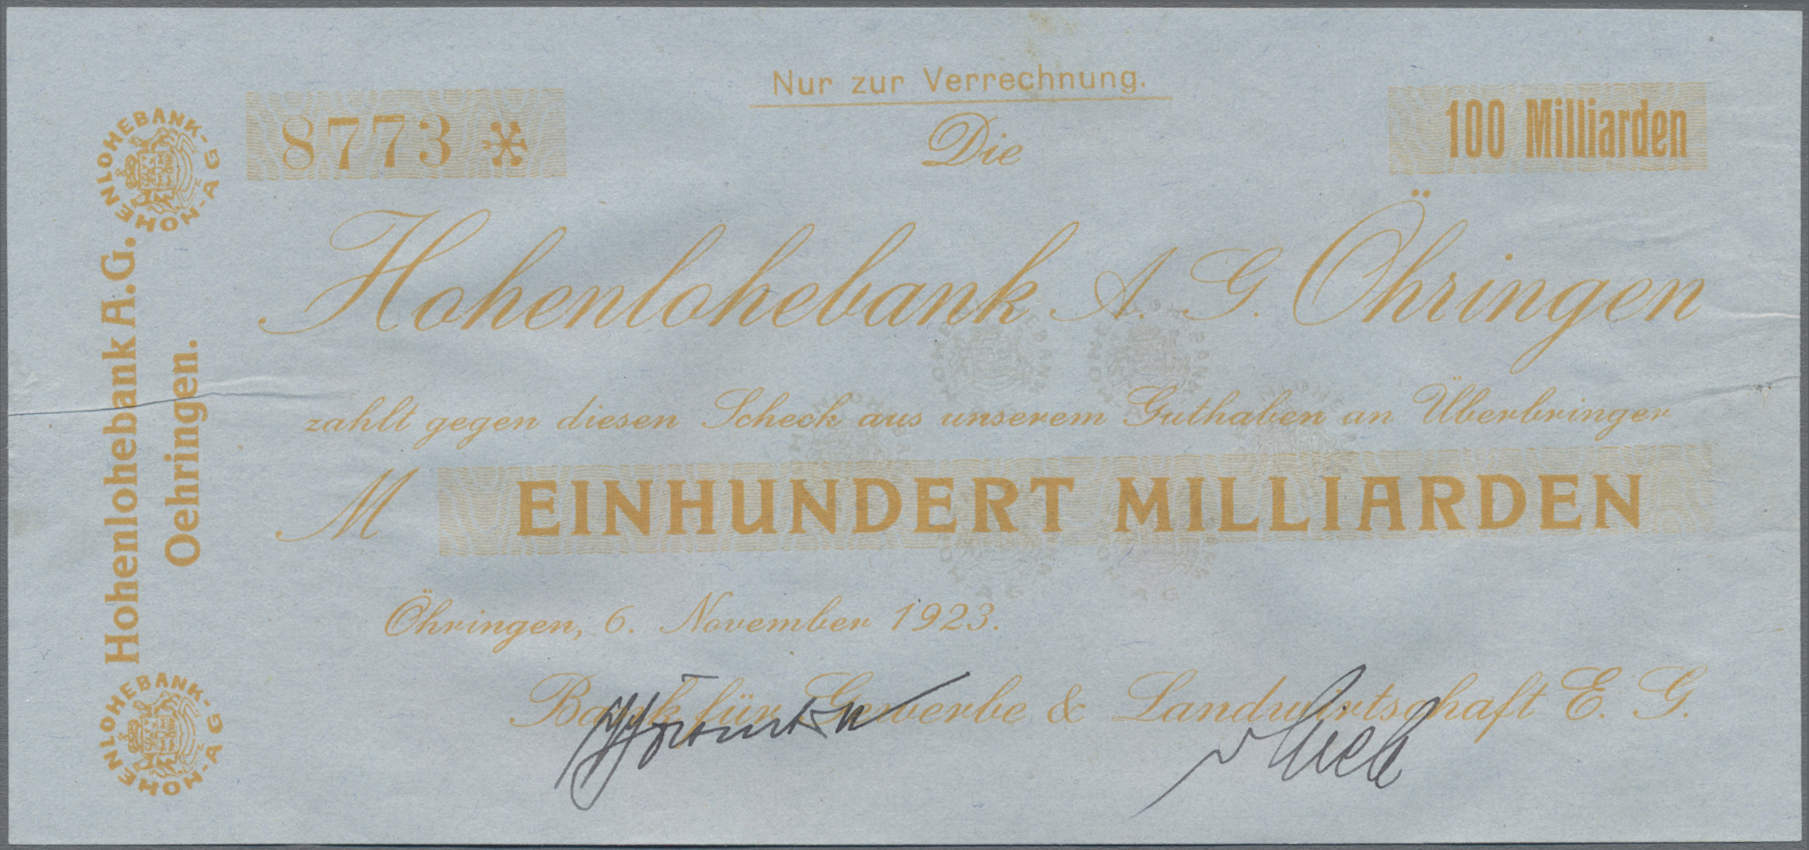 Nur zur Verrechnung.
8773 *
100 Milliarden
Die
Hohenlohebank A. G. Öhringen
zahlt gegen diesen Scheck aus unserem Guthaben an Überbringer
M EINHUNDERT MILLIARDEN
Öhringen, 6. November 1923.
Bank für Gewerbe & Landwirtschaft E. G.
Hohenlohebank A.G.
Oehringen.
HOHENLOHEBANK-A-G
HOHENLOHEBANK-A-G